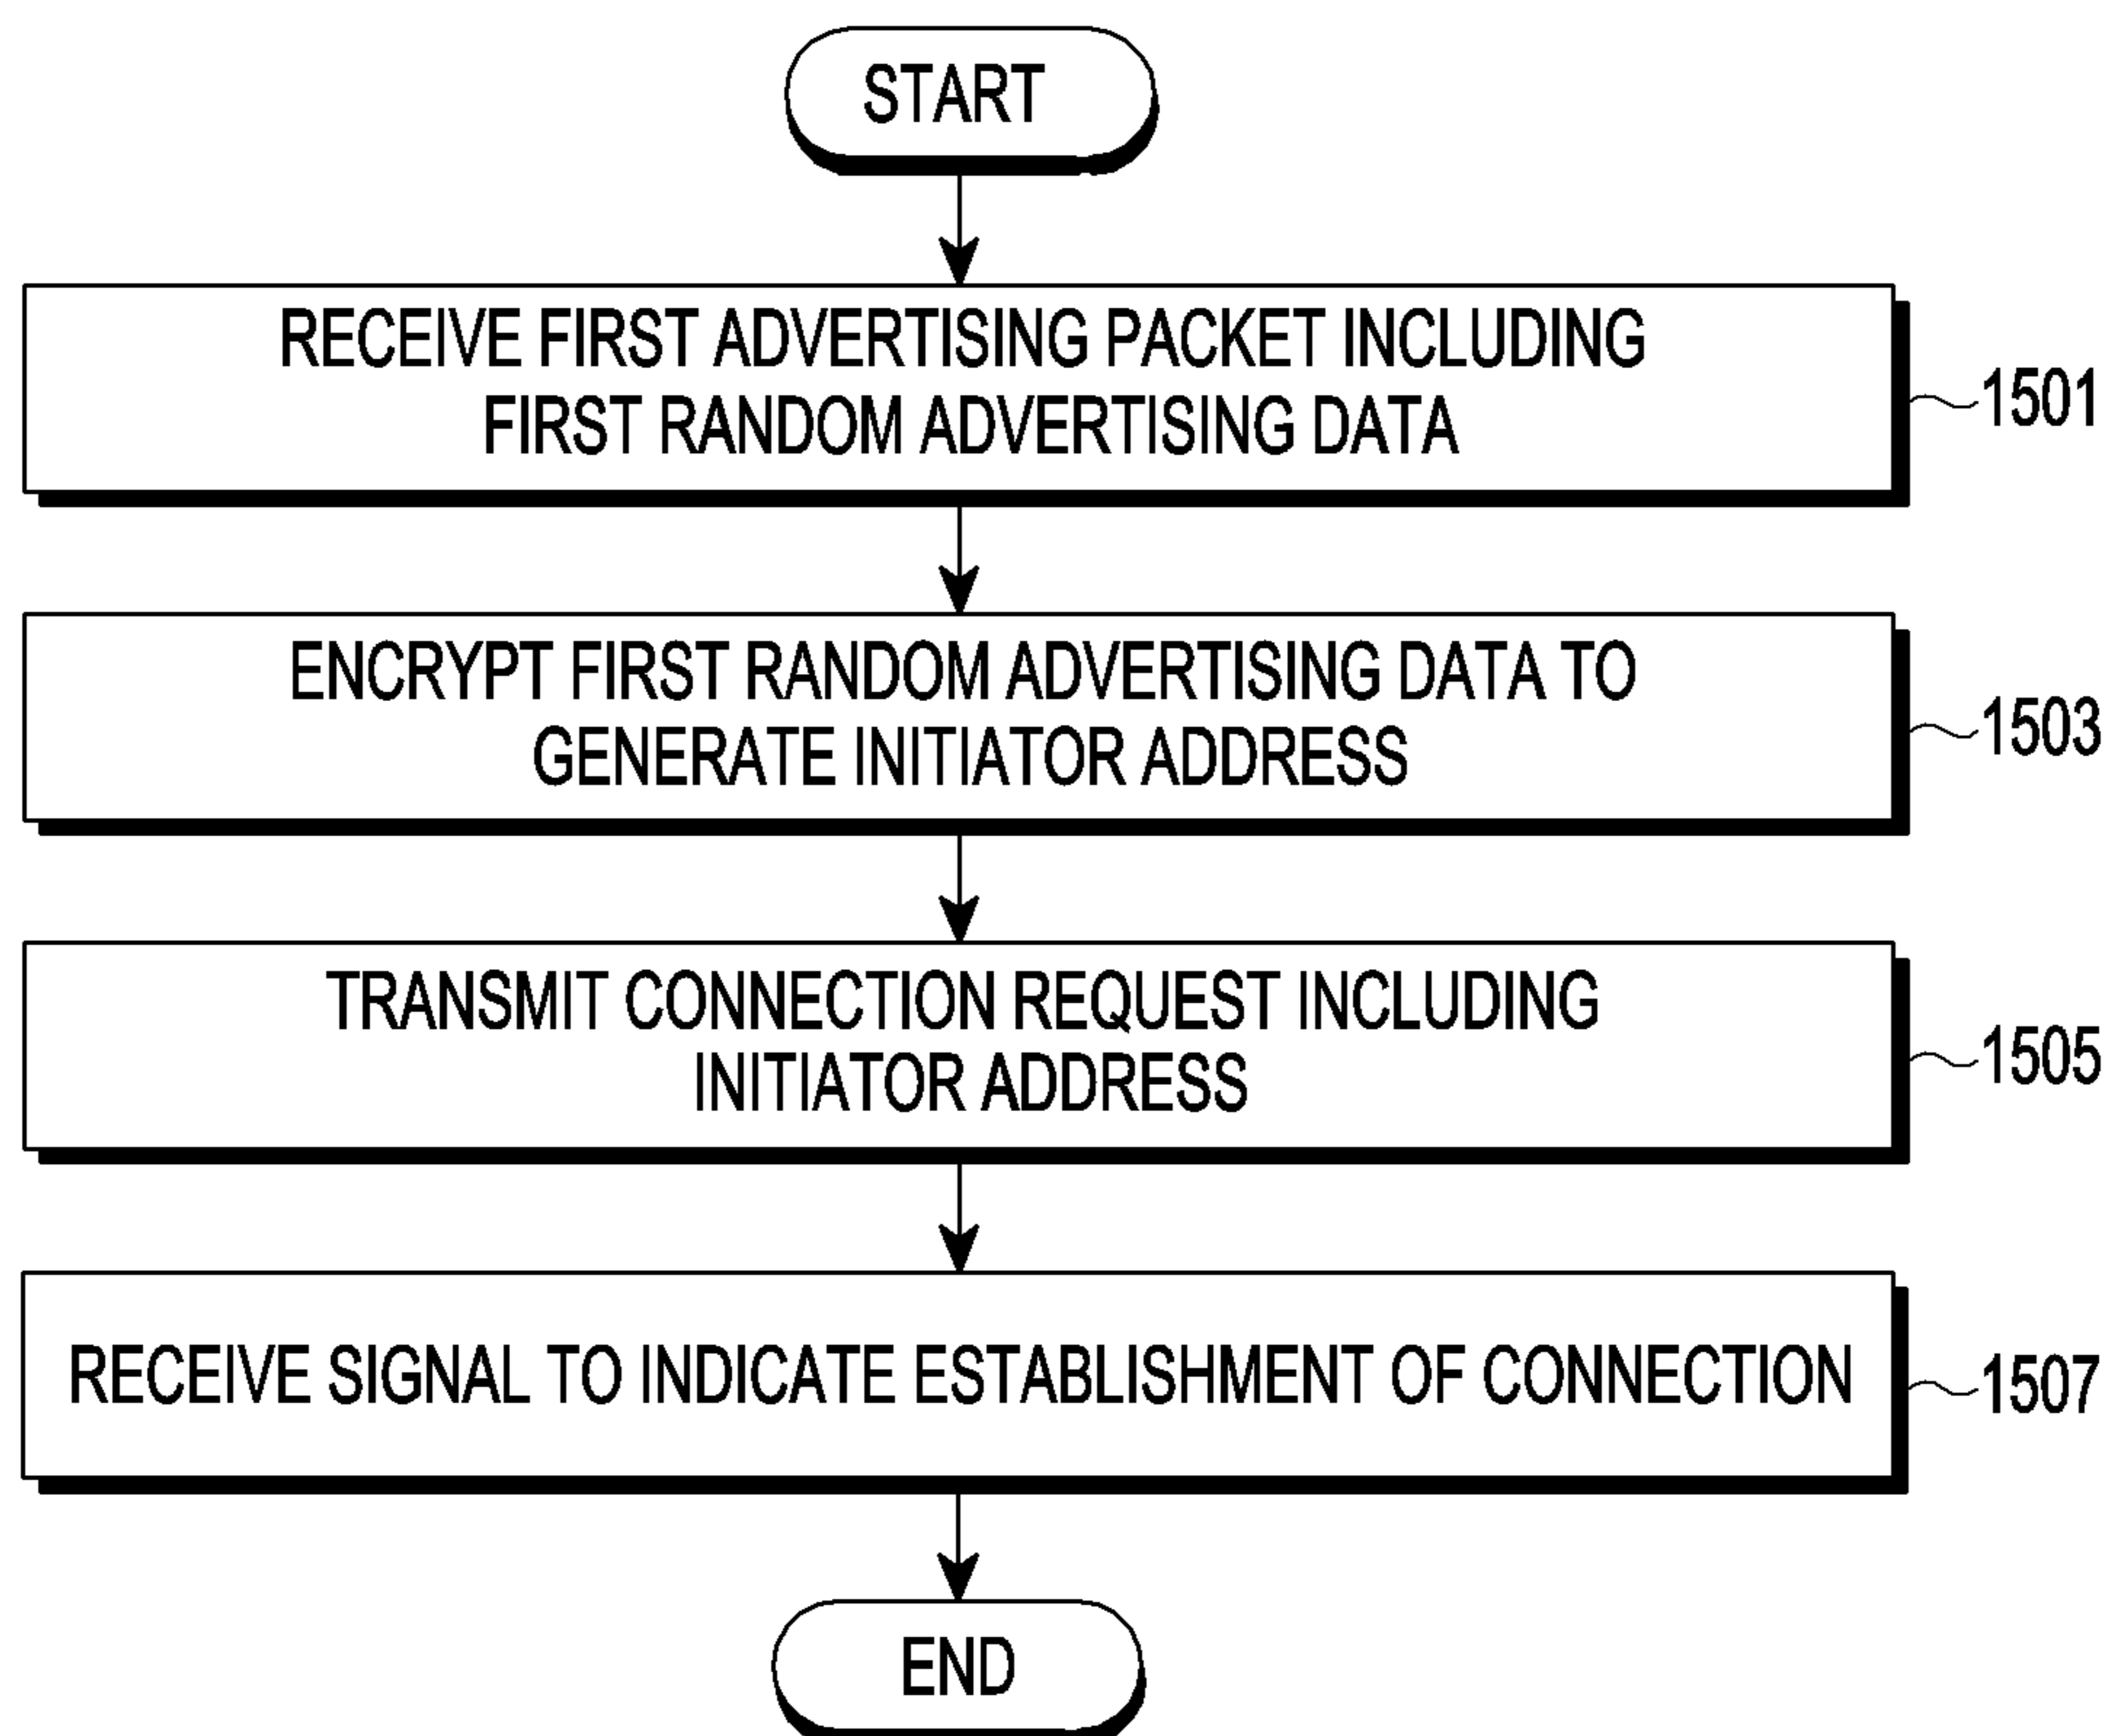 START
RECEIVE FIRST ADVERTISING PACKET INCLUDING
FIRST RANDOM ADVERTISING DATA
1501
ENCRYPT FIRST RANDOM ADVERTISING DATA TO
GENERATE INITIATOR ADDRESS
1503
TRANSMIT CONNECTION REQUEST INCLUDING
INITIATOR ADDRESS
1505
RECEIVE SIGNAL TO INDICATE ESTABLISHMENT OF CONNECTION
1507
END